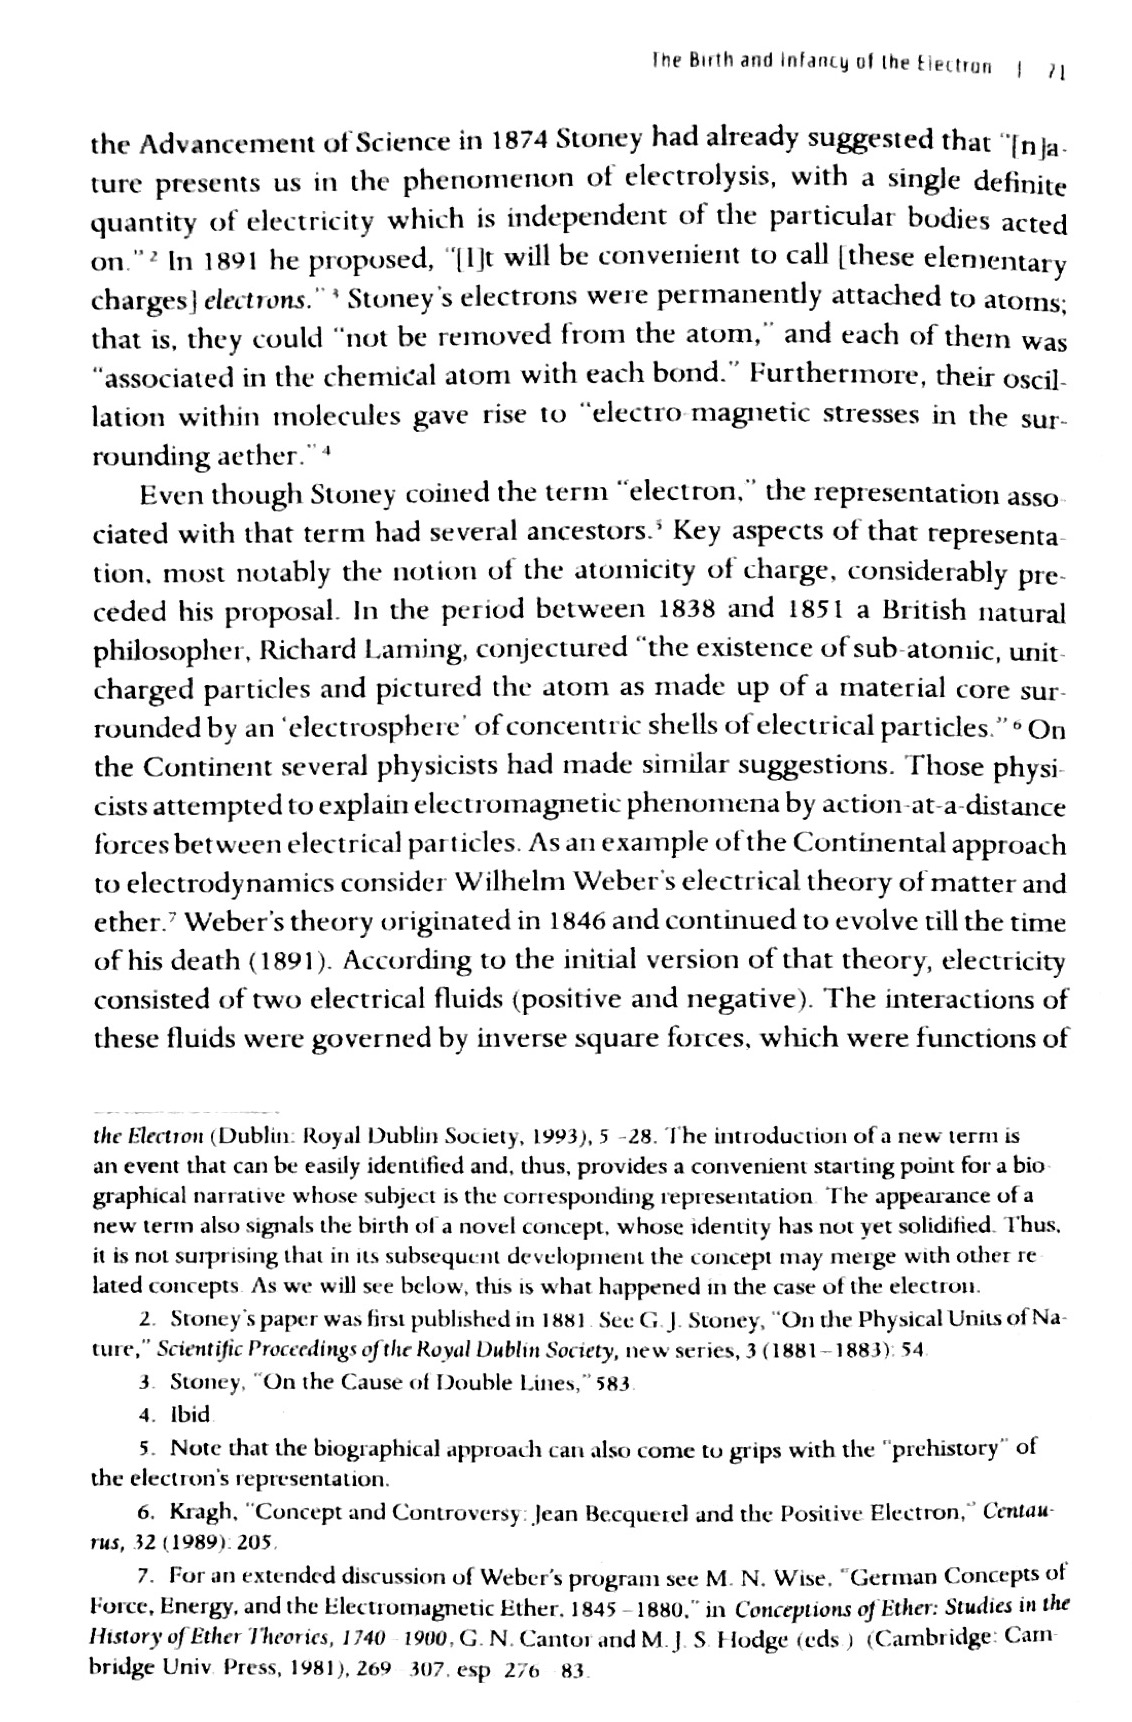 The Birth and Infancy of the Electron | 71
the Advancement of Science in 1874 Stoney had already suggested that "[n]a-
ture presents us in the phenomenon of electrolysis, with a single definite
quantity of electricity which is independent of the particular bodies acted
on." 2 In 1891 he proposed, "[I]t will be convenient to call [these elementary
charges] electrons." 3 Stoney's electrons were permanently attached to atoms;
that is, they could "not be removed from the atom," and each of them was
"associated in the chemical atom with each bond." Furthermore, their oscil-
lation within molecules gave rise to "electro-magnetic stresses in the sur-
rounding aether." 4
Even though Stoney coined the term "electron," the representation asso-
ciated with that term had several ancestors.5 Key aspects of that representa-
tion, most notably the notion of the atomicity of charge, considerably pre-
ceded his proposal. In the period between 1838 and 1851 a British natural
philosopher, Richard Laming, conjectured "the existence of sub-atomic, unit-
charged particles and pictured the atom as made up of a material core sur-
rounded by an 'electrosphere' of concentric shells of electrical particles." 6 On
the Continent several physicists had made similar suggestions. Those physi-
cists attempted to explain electromagnetic phenomena by action-at-a-distance
forces between electrical particles. As an example of the Continental approach
to electrodynamics consider Wilhelm Weber's electrical theory of matter and
ether.7 Weber's theory originated in 1846 and continued to evolve till the time
of his death (1891). According to the initial version of that theory, electricity
consisted of two electrical fluids (positive and negative). The interactions of
these fluids were governed by inverse square forces, which were functions of
the Electron (Dublin: Royal Dublin Society, 1993), 5–28. The introduction of a new term is
an event that can be easily identified and, thus, provides a convenient starting point for a bio-
graphical narrative whose subject is the corresponding representation. The appearance of a
new term also signals the birth of a novel concept, whose identity has not yet solidified. Thus,
it is not surprising that in its subsequent development the concept may merge with other re-
lated concepts. As we will see below, this is what happened in the case of the electron.
2. Stoney's paper was first published in 1881. See G. J. Stoney, "On the Physical Units of Na-
ture," Scientific Proceedings of the Royal Dublin Society, new series, 3 (1881–1883): 54.
3. Stoney, "On the Cause of Double Lines," 583.
4. Ibid.
5. Note that the biographical approach can also come to grips with the "prehistory" of
the electron's representation.
6. Kragh, "Concept and Controversy: Jean Becquerel and the Positive Electron," Centau-
rus, 32 (1989): 205.
7. For an extended discussion of Weber's program see M. N. Wise, "German Concepts of
Force, Energy, and the Electromagnetic Ether, 1845–1880," in Conceptions of Ether: Studies in the
History of Ether Theories, 1740–1900, G. N. Cantor and M. J. S. Hodge (eds.) (Cambridge: Cam-
bridge Univ. Press, 1981), 269–307, esp. 276–83.